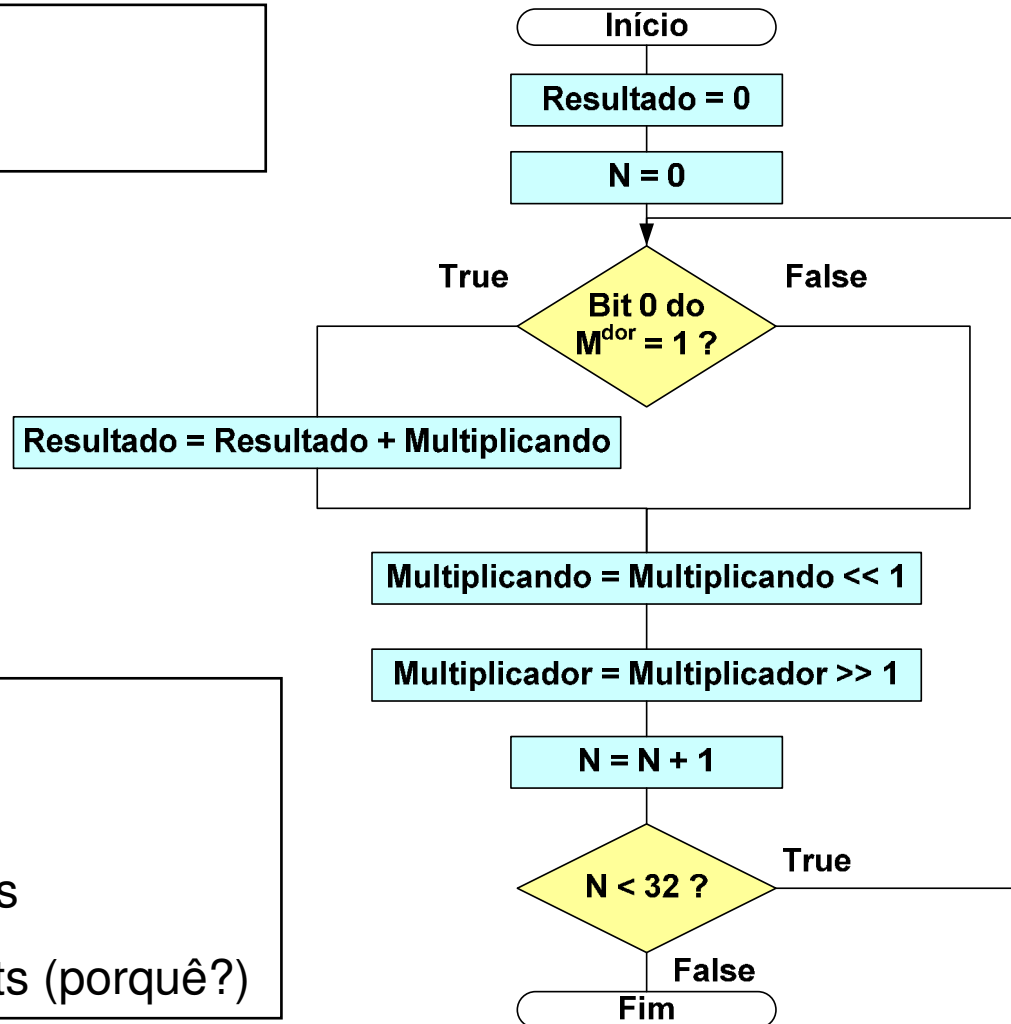 Início
Resultado = 0
N = 0
True
False
Bit 0 do
Mdor = 1 ?
Resultado = Resultado + Multiplicando
Multiplicando = Multiplicando << 1
Multiplicador = Multiplicador >> 1
N = N + 1
N < 32 ?
True
False
Fim
s
ts (porquê?)